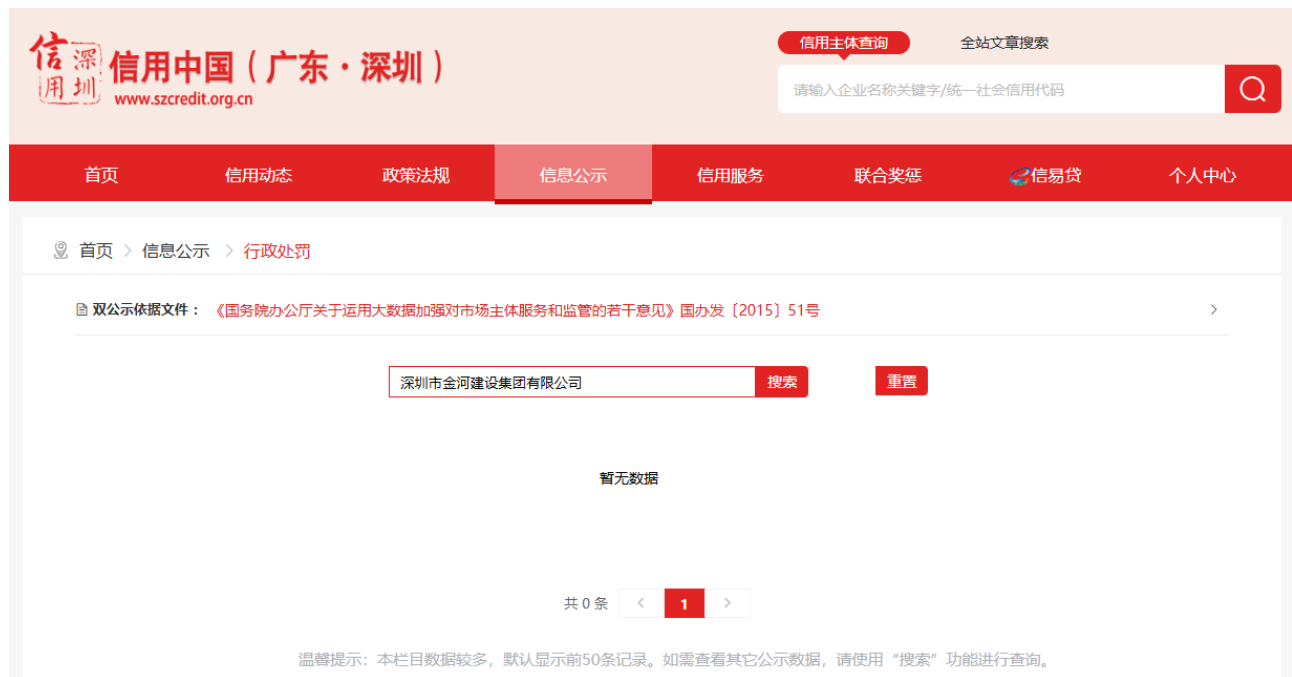 信用深圳
信用中国（广东·深圳）
www.szcredit.org.cn
信用主体查询 全站文章搜索
请输入企业名称关键字/统一社会信用代码
首页 信用动态 政策法规 信息公示 信用服务 联合奖惩 信易贷 个人中心
首页 > 信息公示 > 行政处罚
双公示依据文件：《国务院办公厅关于运用大数据加强对市场主体服务和监管的若干意见》国办发〔2015〕51号 >
深圳市金河建设集团有限公司 搜索 重置
暂无数据
共 0 条 < 1 >
温馨提示：本栏目数据较多，默认显示前50条记录。如需查看其它公示数据，请使用“搜索”功能进行查询。